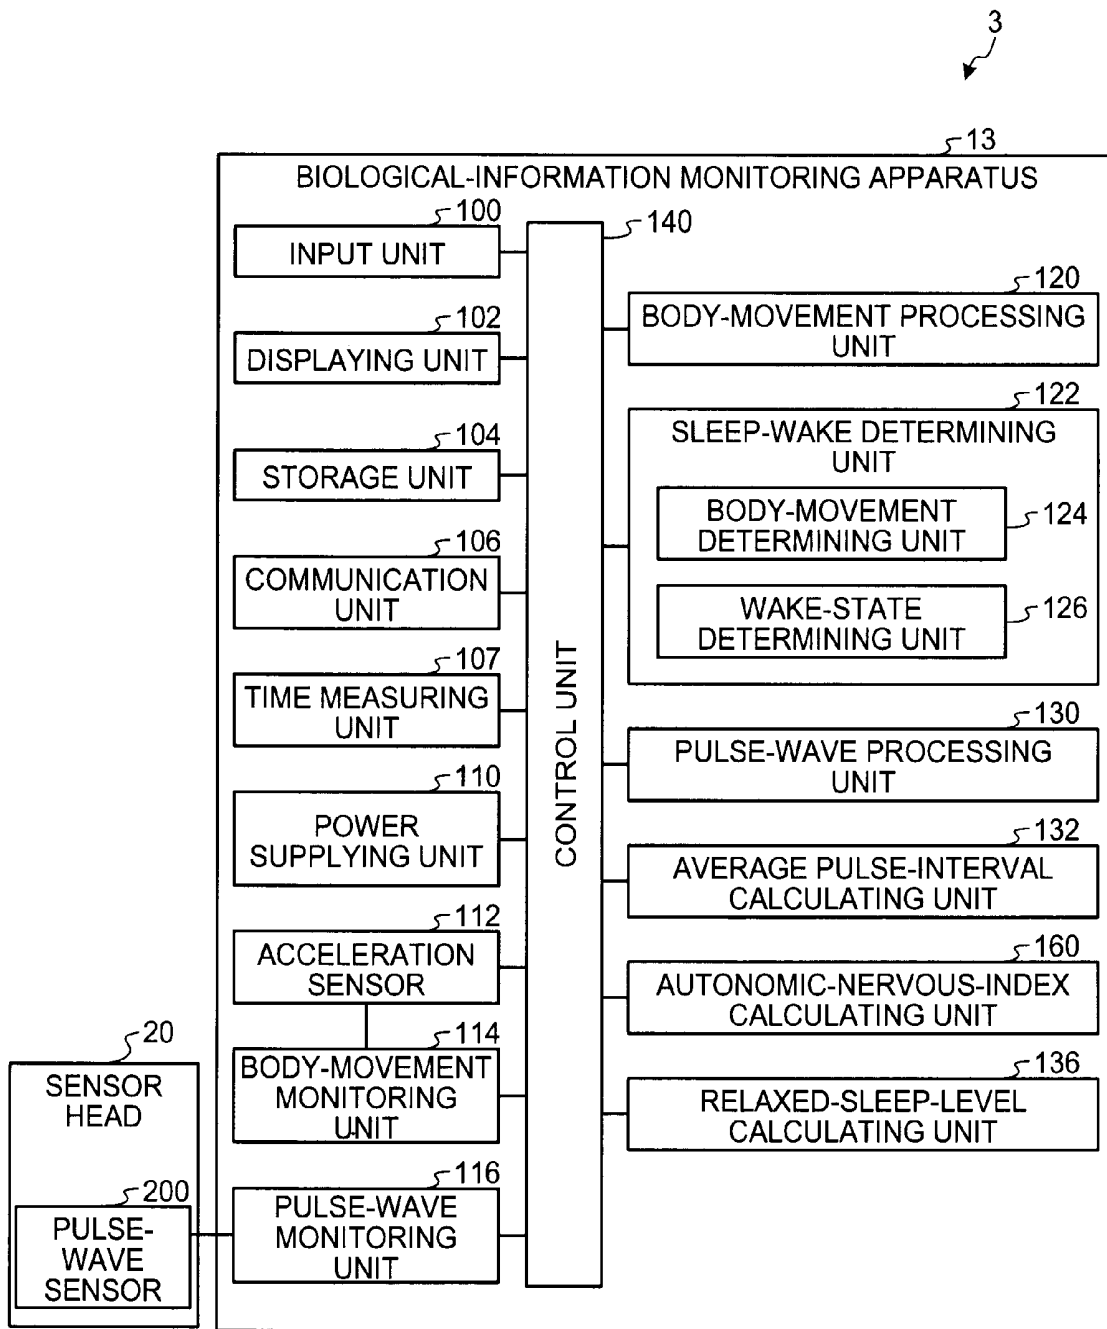 3
13
BIOLOGICAL-INFORMATION MONITORING APPARATUS
100
INPUT UNIT
102
DISPLAYING UNIT
104
STORAGE UNIT
106
COMMUNICATION
UNIT
107
TIME MEASURING
UNIT
110
POWER
SUPPLYING UNIT
112
ACCELERATION
SENSOR
114
BODY-MOVEMENT
MONITORING
UNIT
116
PULSE-WAVE
MONITORING
UNIT
20
SENSOR
HEAD
200
PULSE-
WAVE
SENSOR
140
CONTROL UNIT
120
BODY-MOVEMENT PROCESSING
UNIT
122
SLEEP-WAKE DETERMINING
UNIT
BODY-MOVEMENT
DETERMINING UNIT
124
WAKE-STATE
DETERMINING UNIT
126
130
PULSE-WAVE PROCESSING
UNIT
132
AVERAGE PULSE-INTERVAL
CALCULATING UNIT
160
AUTONOMIC-NERVOUS-INDEX
CALCULATING UNIT
136
RELAXED-SLEEP-LEVEL
CALCULATING UNIT